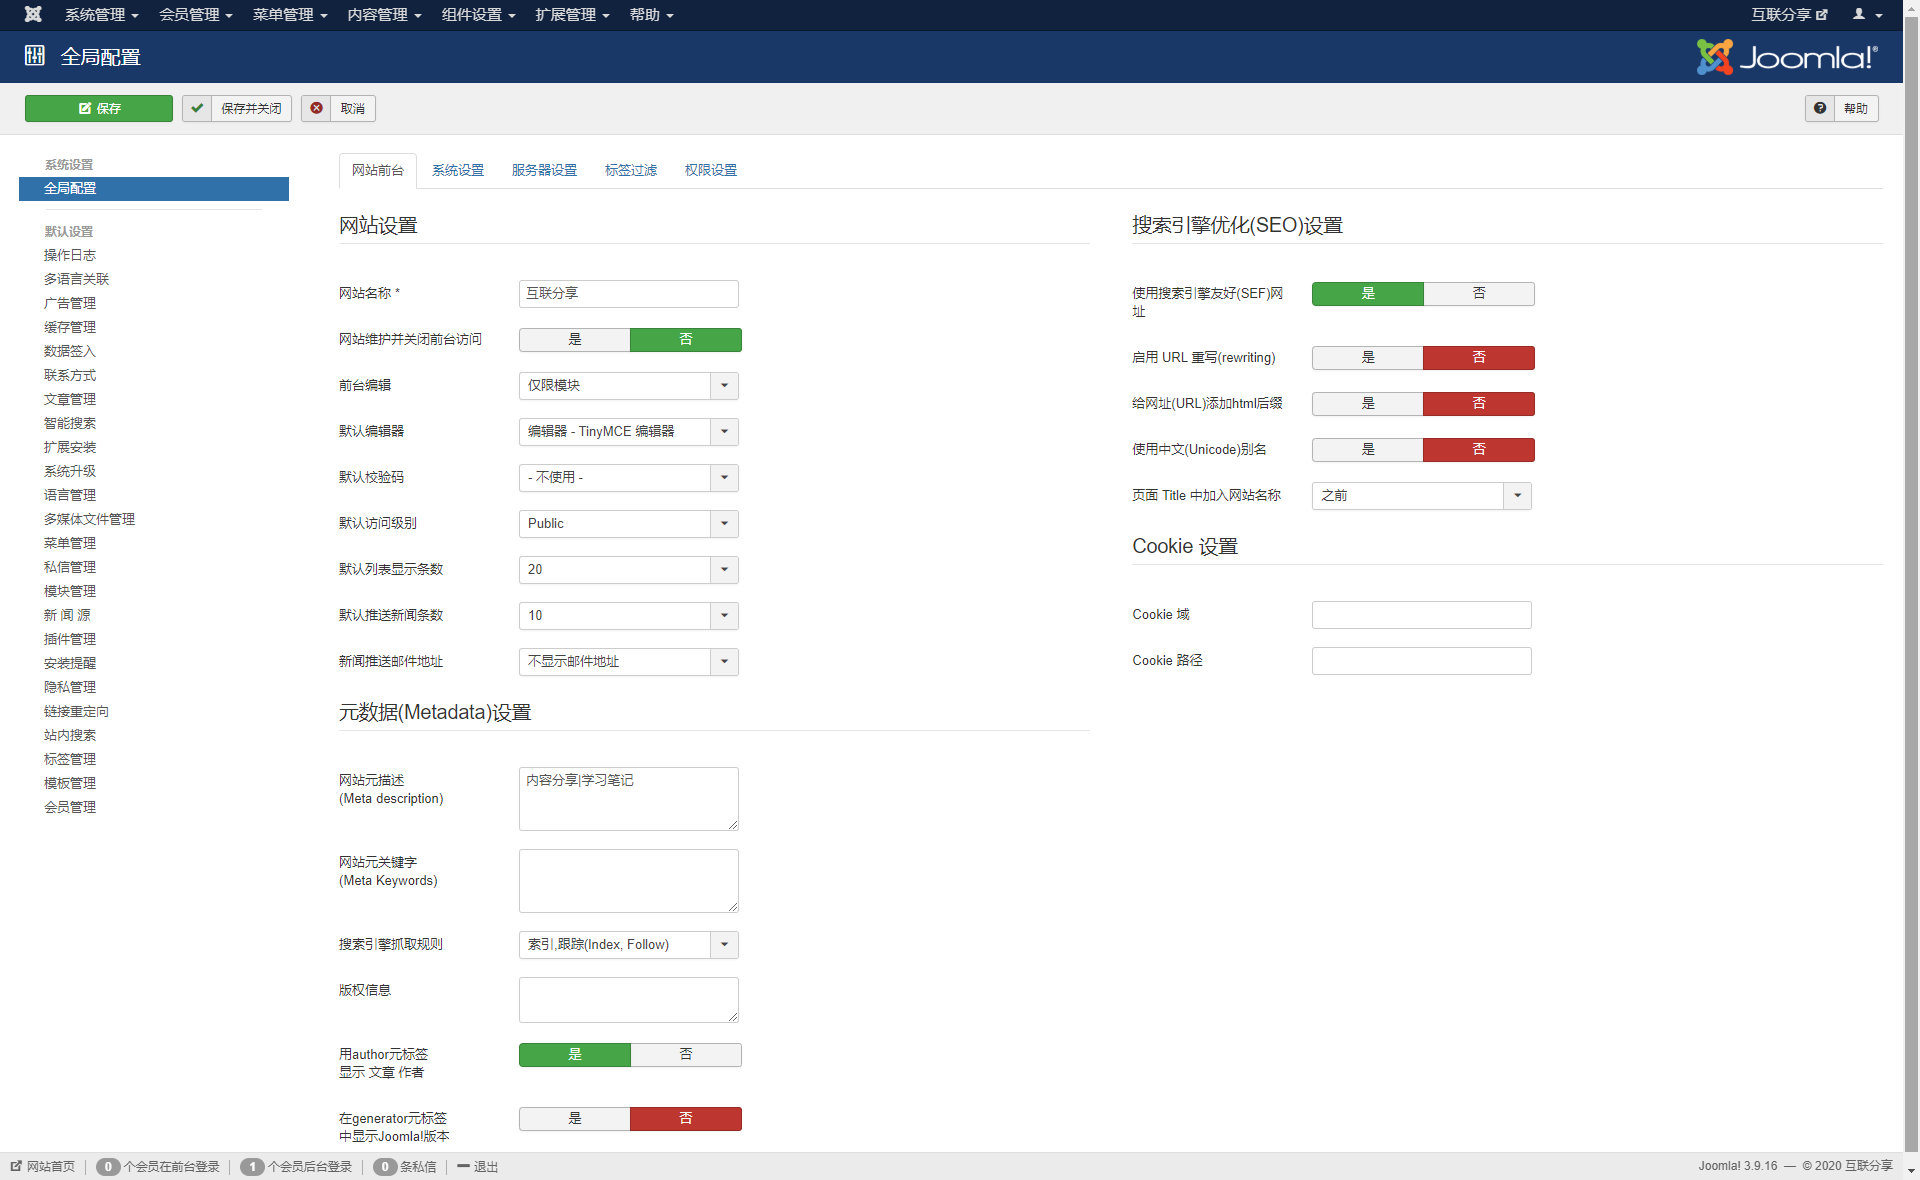 系统管理 会员管理 菜单管理 内容管理 组件设置 扩展管理 帮助 互联分享
全局配置 Joomla!®
保存 保存并关闭 取消 帮助
系统设置
全局配置
默认设置
操作日志
多语言关联
广告管理
缓存管理
数据签入
联系方式
文章管理
智能搜索
扩展安装
系统升级
语言管理
多媒体文件管理
菜单管理
私信管理
模块管理
新 闻 源
插件管理
安装提醒
隐私管理
链接重定向
站内搜索
标签管理
模板管理
会员管理
网站前台 系统设置 服务器设置 标签过滤 权限设置
网站设置
网站名称 * 互联分享
网站维护并关闭前台访问 是 否
前台编辑 仅限模块
默认编辑器 编辑器 - TinyMCE 编辑器
默认校验码 - 不使用 -
默认访问级别 Public
默认列表显示条数 20
默认推送新闻条数 10
新闻推送邮件地址 不显示邮件地址
元数据(Metadata)设置
网站元描述
(Meta description)
内容分享|学习笔记
网站元关键字
(Meta Keywords)
搜索引擎抓取规则 索引,跟踪(Index, Follow)
版权信息
用author元标签
显示 文章 作者
是 否
在generator元标签
中显示Joomla!版本
是 否
搜索引擎优化(SEO)设置
使用搜索引擎友好(SEF)网
址
是 否
启用 URL 重写(rewriting) 是 否
给网址(URL)添加html后缀 是 否
使用中文(Unicode)别名 是 否
页面 Title 中加入网站名称 之前
Cookie 设置
Cookie 域
Cookie 路径
网站首页 0 个会员在前台登录 1 个会员后台登录 0 条私信 退出 Joomla! 3.9.16 — © 2020 互联分享